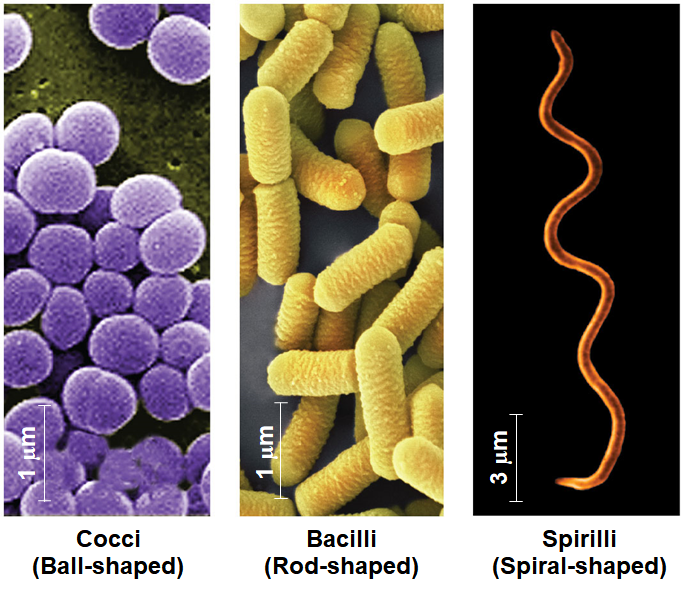 1 μm
1 μm
3 μm
Cocci
(Ball-shaped)
Bacilli
(Rod-shaped)
Spirilli
(Spiral-shaped)